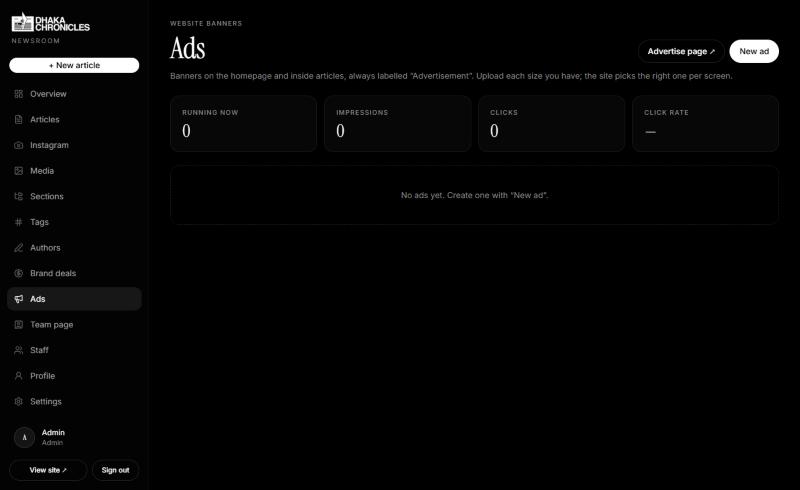 DHAKA
CHRONICLES
NEWSROOM
+ New article
Overview
Articles
Instagram
Media
Sections
Tags
Authors
Brand deals
Ads
Team page
Staff
Profile
Settings
A
Admin
Admin
View site ↗
Sign out
WEBSITE BANNERS
Ads
Advertise page ↗
New ad
Banners on the homepage and inside articles, always labelled “Advertisement”. Upload each size you have; the site picks the right one per screen.
RUNNING NOW
0
IMPRESSIONS
0
CLICKS
0
CLICK RATE
—
No ads yet. Create one with “New ad”.